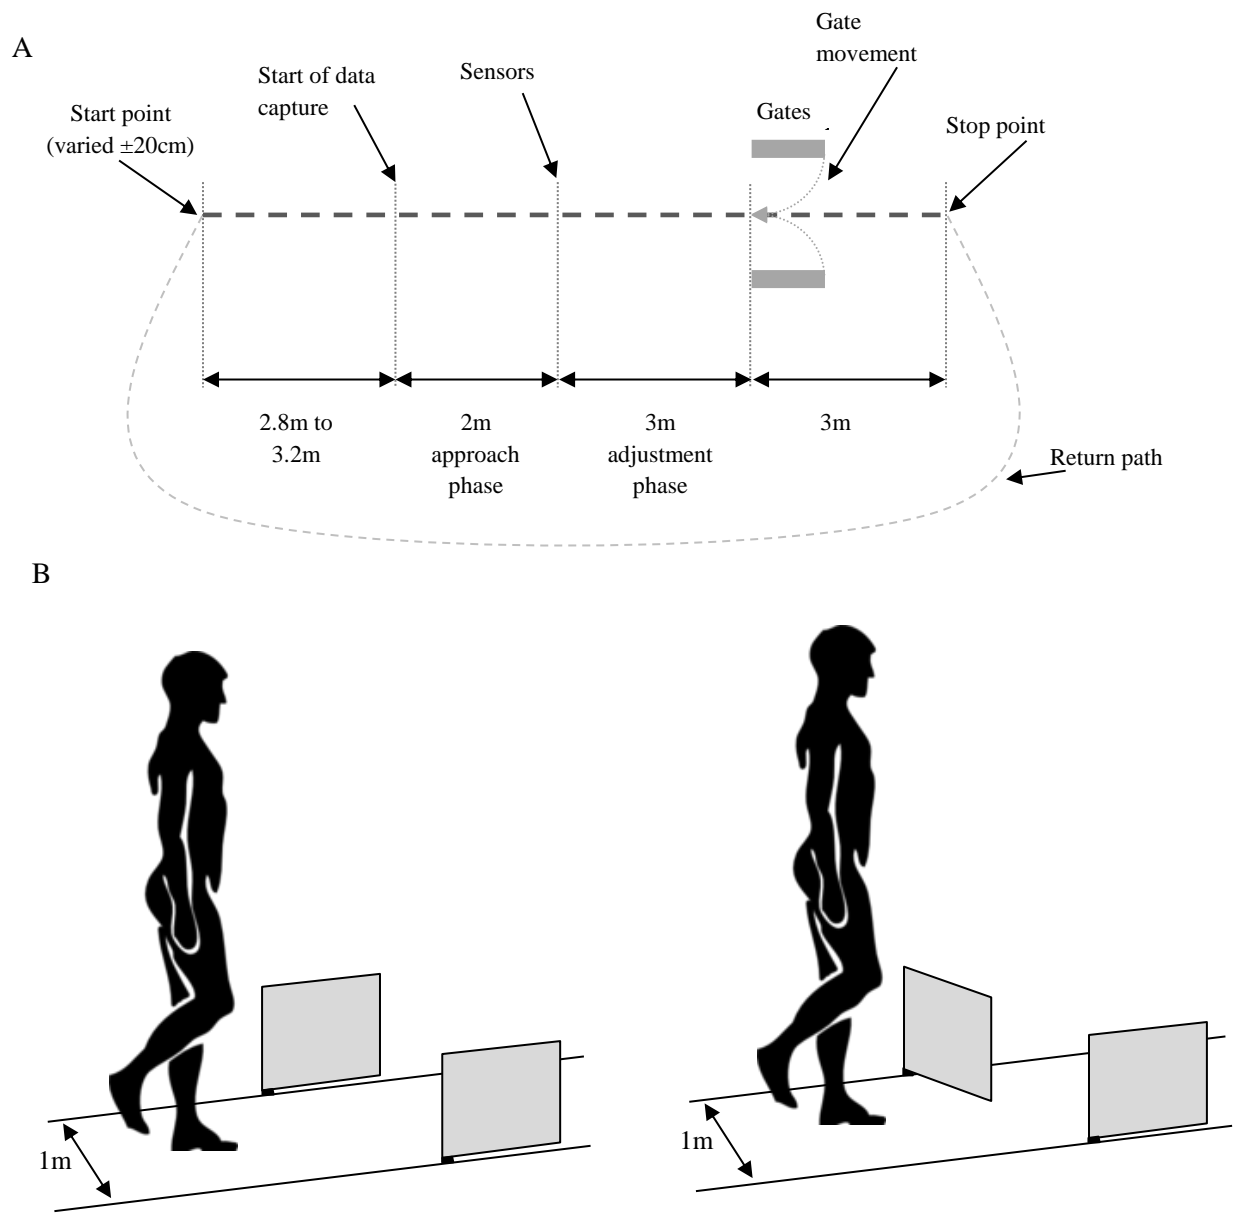 A
Gate
movement
Start of data
capture
Sensors
Start point
(varied ±20cm)
Gates
Stop point
2.8m to
3.2m
2m
approach
phase
3m
adjustment
phase
3m
Return path
B
1m
1m